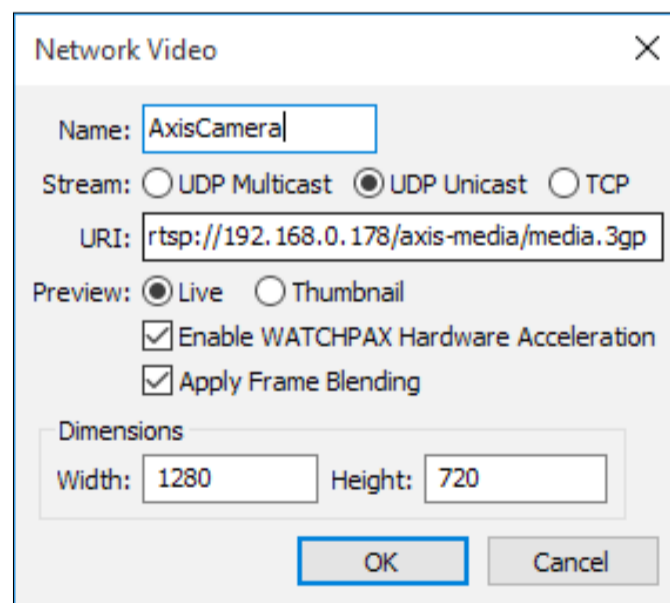 Network Video
Name: AxisCamera
Stream: UDP Multicast UDP Unicast TCP
URI: rtsp://192.168.0.178/axis-media/media.3gp
Preview: Live Thumbnail
Enable WATCHPAX Hardware Acceleration
Apply Frame Blending
Dimensions
Width: 1280 Height: 720
OK Cancel